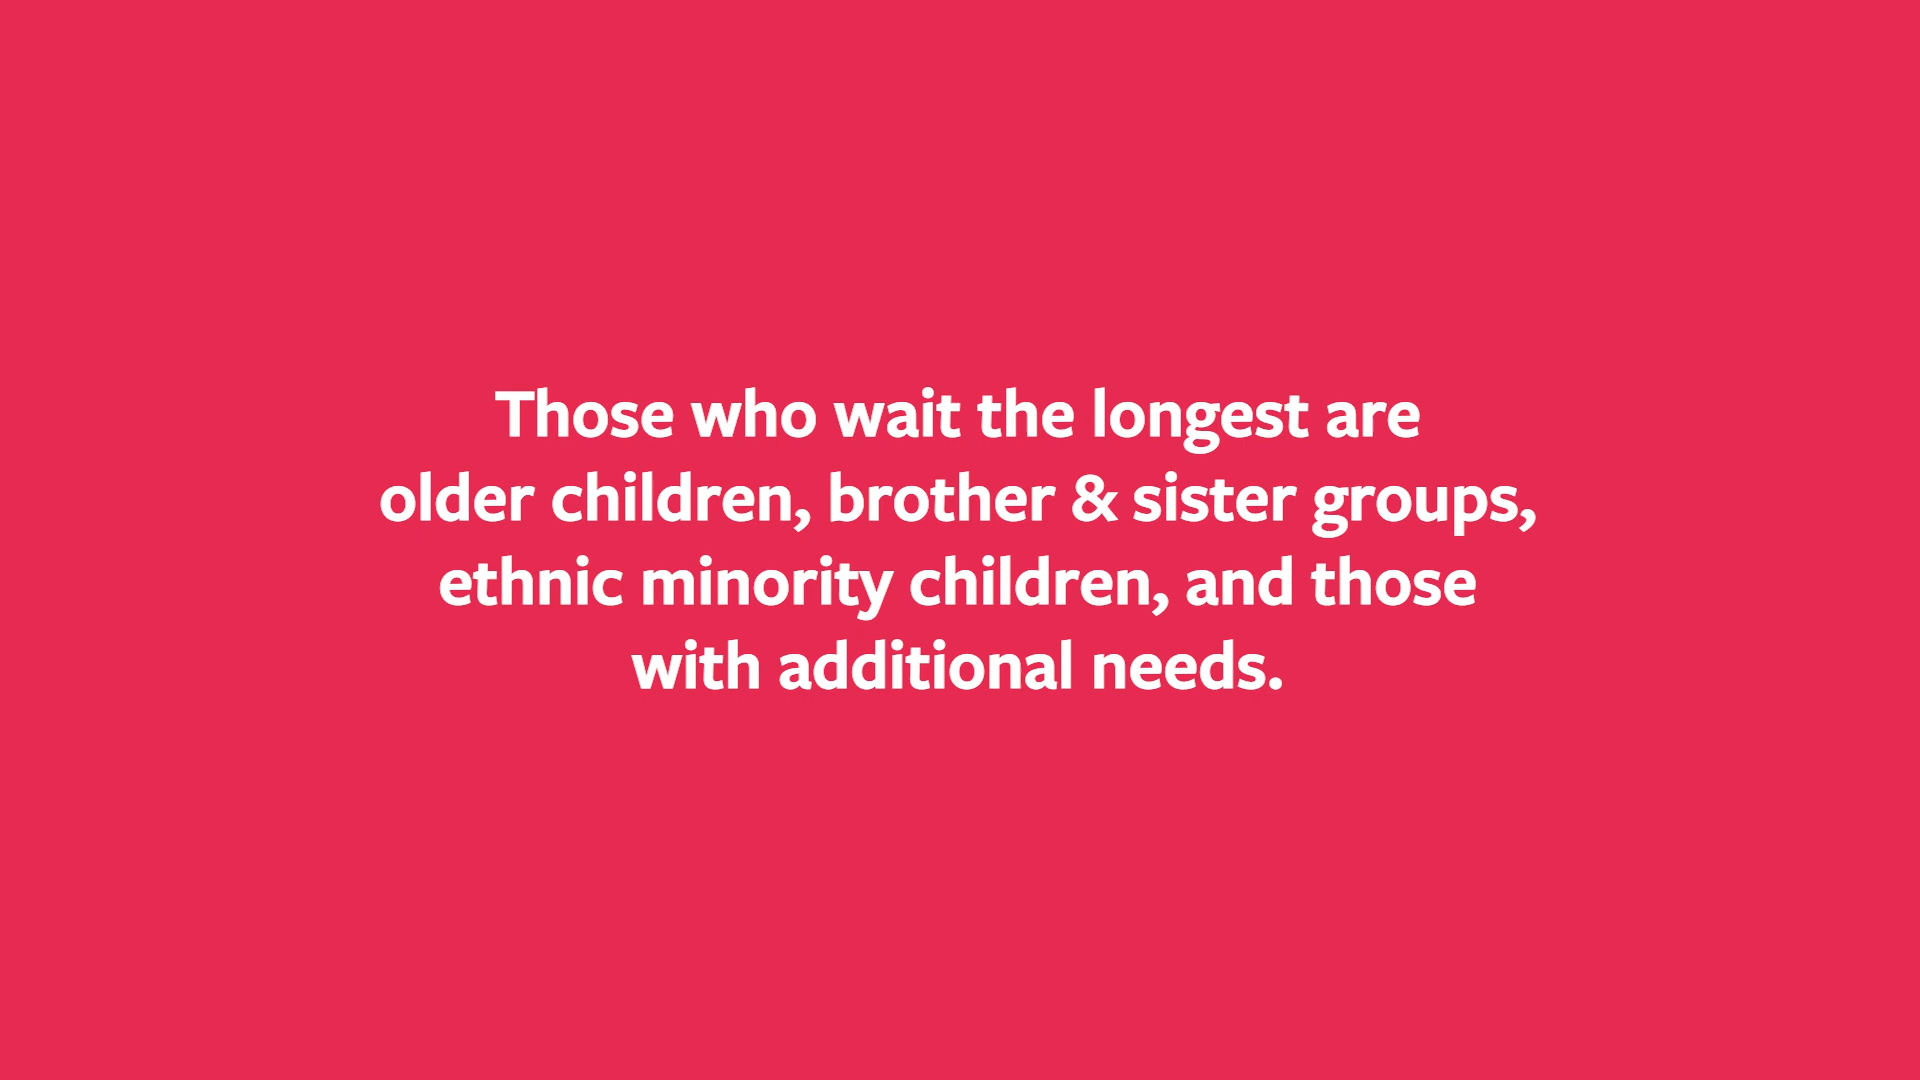 Those who wait the longest are
older children, brother & sister groups,
ethnic minority children, and those
with additional needs.